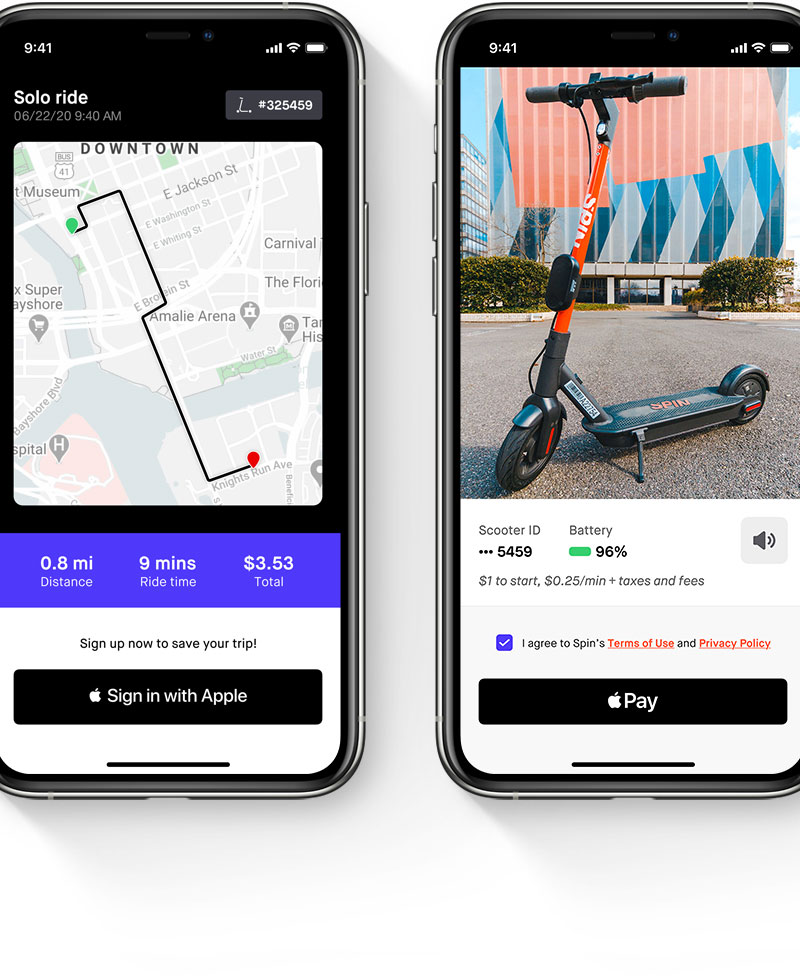 9:41
Solo ride
06/22/20 9:40 AM
#325459
DOWNTOWN
BUS
41
t Museum
E Jackson St
E Washington St
E Whiting St
Carnival
The Flori
x Super
ayshore
Amalie Arena
Tam
His
Water St
Bayshore Blvd
spital
H
Knights Run Ave
Benefici
0.8 mi
9 mins
$3.53
Distance
Ride time
Total
Sign up now to save your trip!
Sign in with Apple
9:41
SPIN
SPIN
Scooter ID
Battery
••• 5459
96%
$1 to start, $0.25/min + taxes and fees
I agree to Spin's Terms of Use and Privacy Policy
Pay